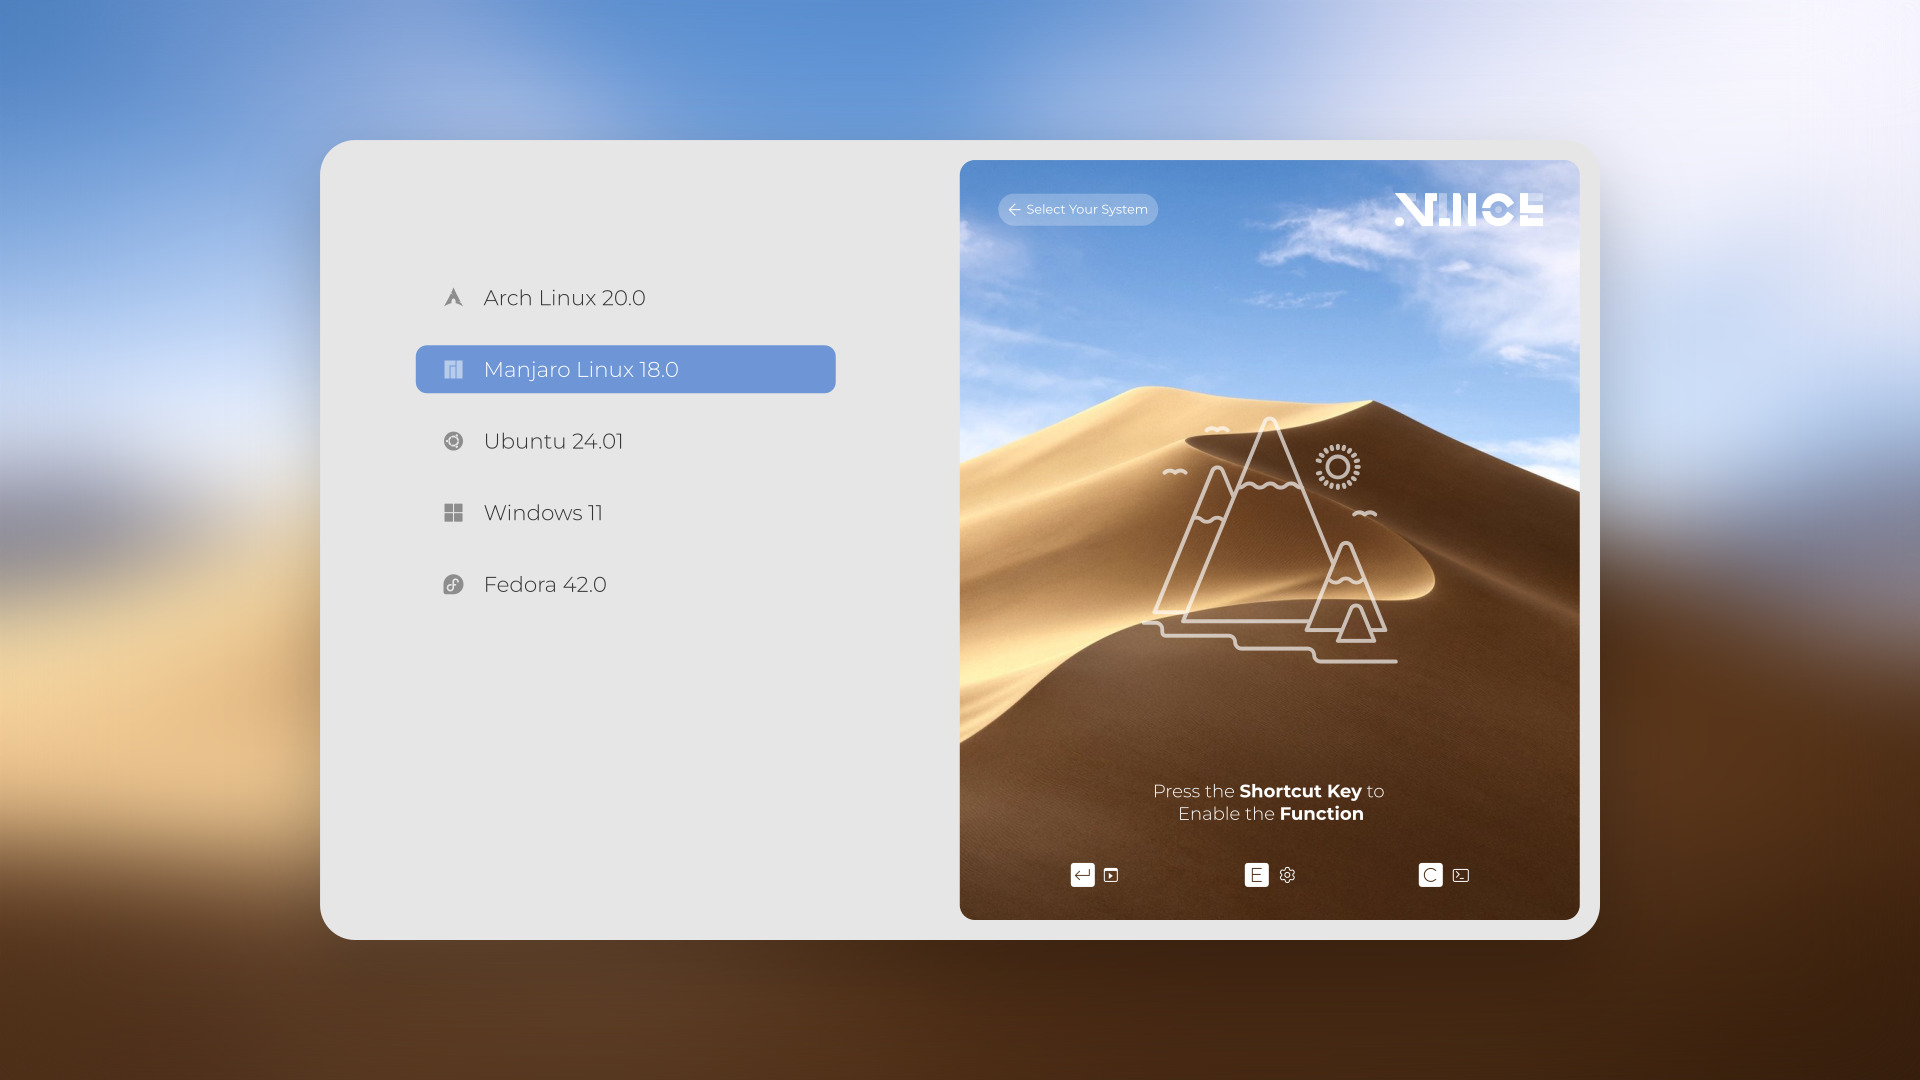 Arch Linux 20.0
Manjaro Linux 18.0
Ubuntu 24.01
Windows 11
Fedora 42.0
Select Your System
VINCE
Press the Shortcut Key to
Enable the Function
E
C